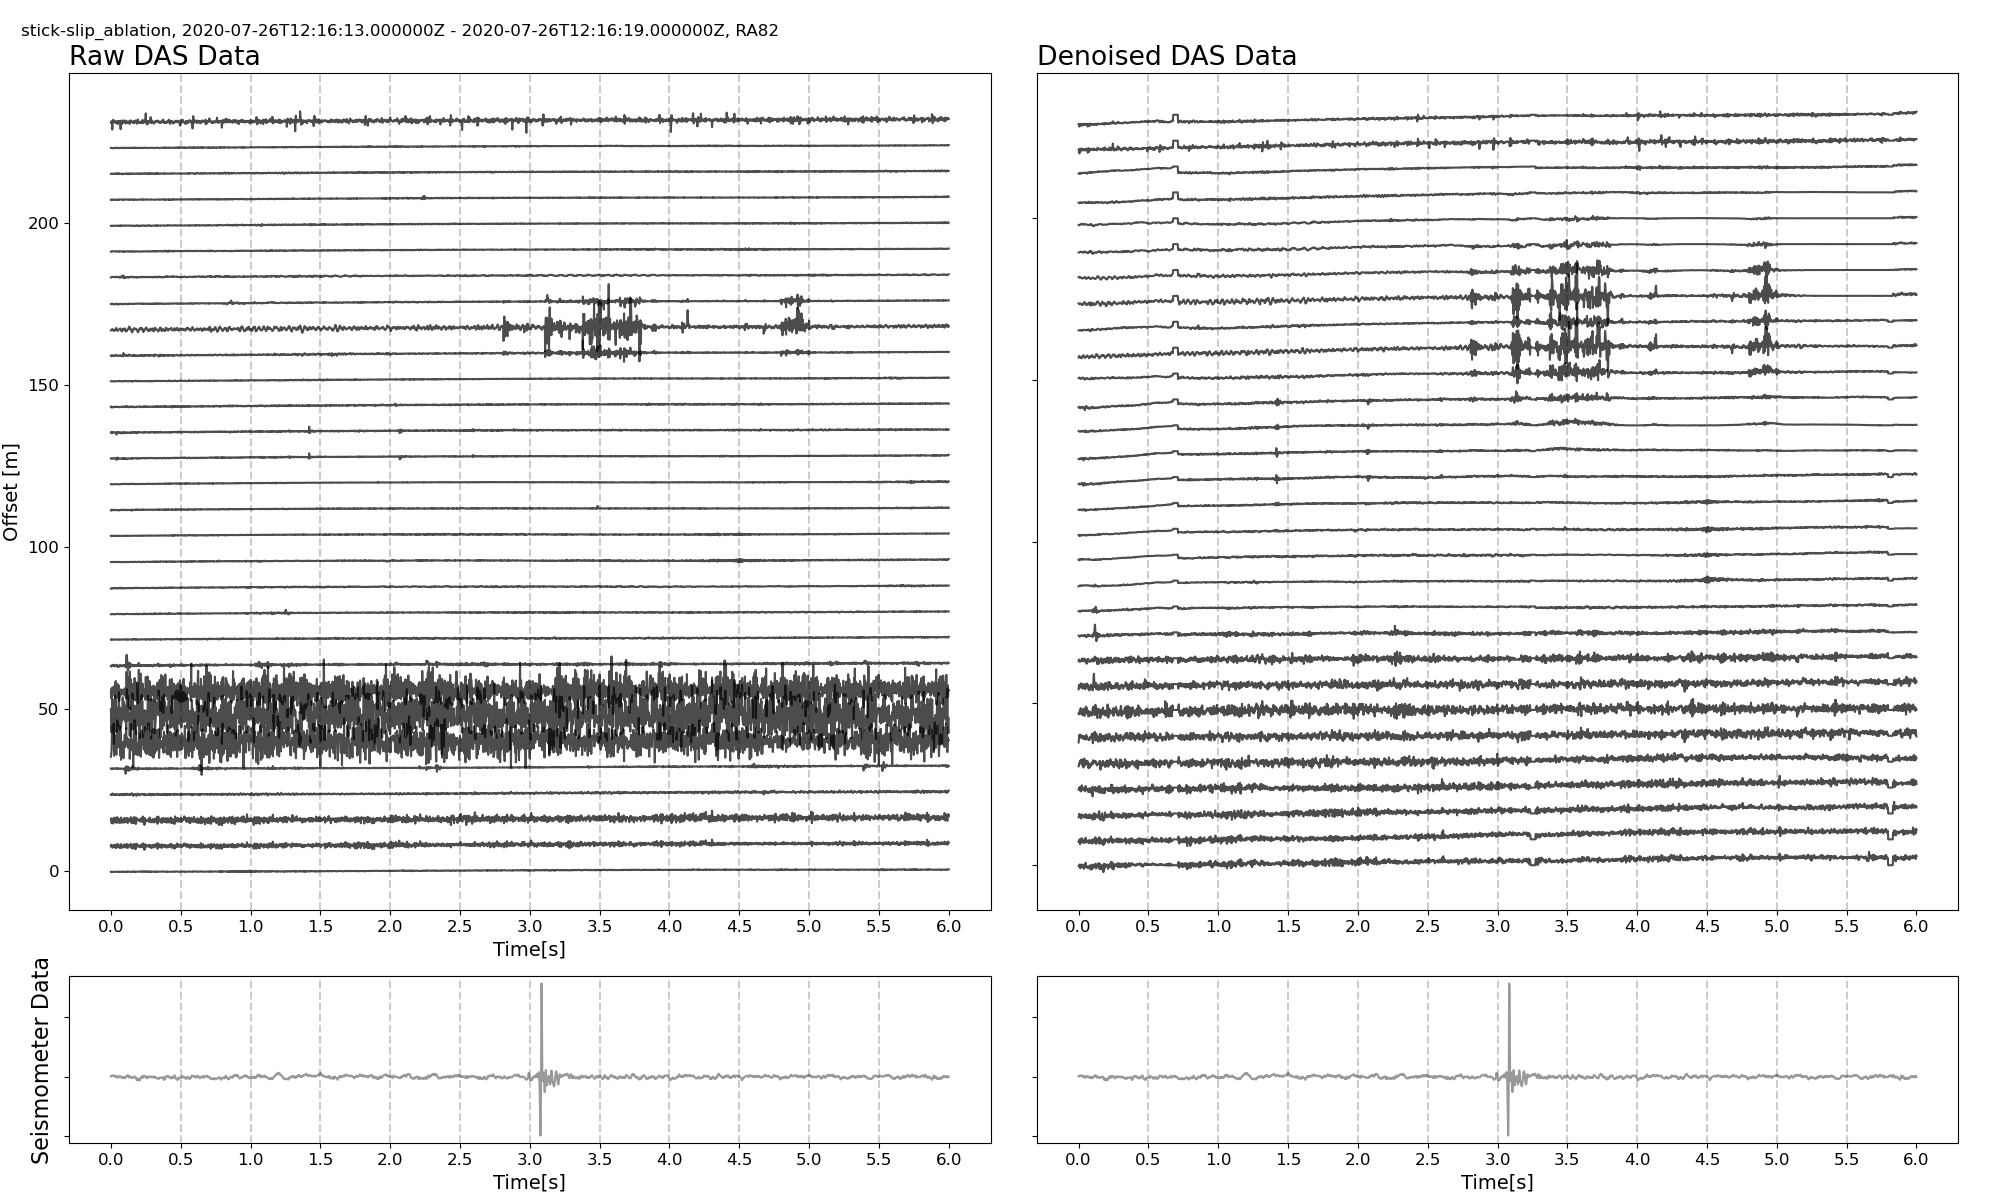 stick-slip_ablation, 2020-07-26T12:16:13.000000Z - 2020-07-26T12:16:19.000000Z, RA82
Raw DAS Data
Denoised DAS Data
Offset [m]
200
150
100
50
0
0.0 0.5 1.0 1.5 2.0 2.5 3.0 3.5 4.0 4.5 5.0 5.5 6.0
Time[s]
0.0 0.5 1.0 1.5 2.0 2.5 3.0 3.5 4.0 4.5 5.0 5.5 6.0
Seismometer Data
0.0 0.5 1.0 1.5 2.0 2.5 3.0 3.5 4.0 4.5 5.0 5.5 6.0
Time[s]
0.0 0.5 1.0 1.5 2.0 2.5 3.0 3.5 4.0 4.5 5.0 5.5 6.0
Time[s]